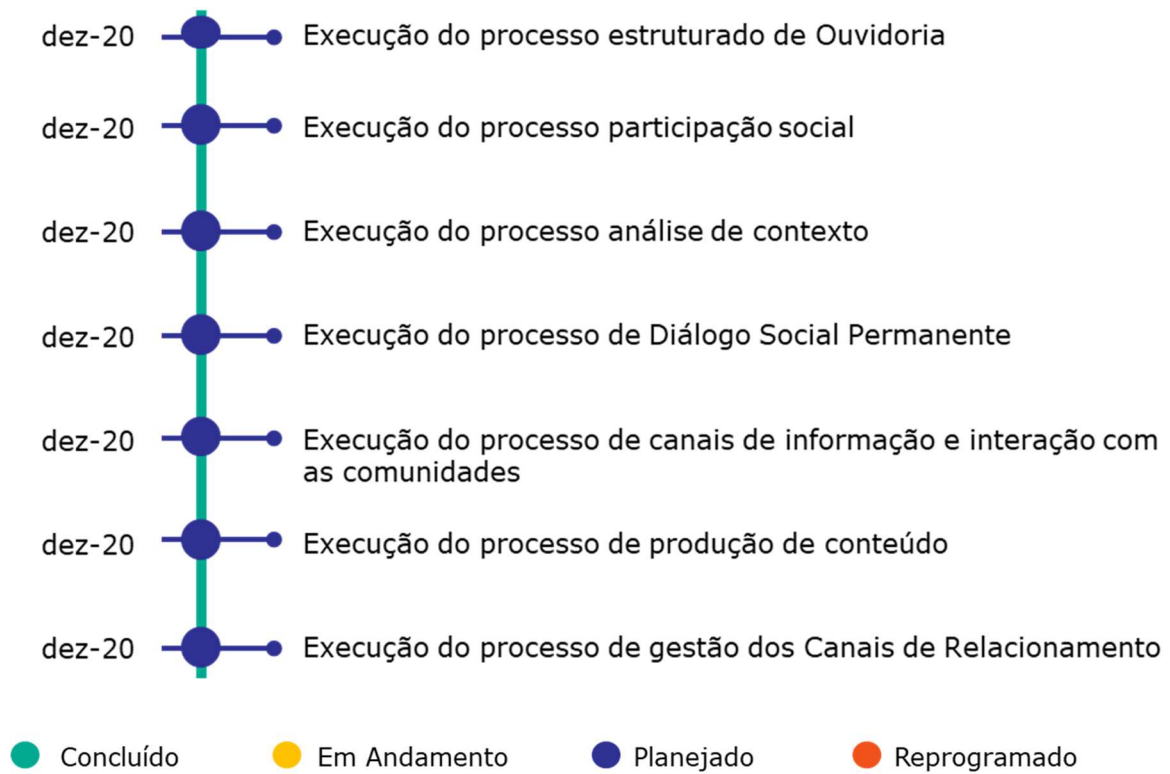 dez-20 Execução do processo estruturado de Ouvidoria
dez-20 Execução do processo participação social
dez-20 Execução do processo análise de contexto
dez-20 Execução do processo de Diálogo Social Permanente
dez-20 Execução do processo de canais de informação e interação com
as comunidades
dez-20 Execução do processo de produção de conteúdo
dez-20 Execução do processo de gestão dos Canais de Relacionamento
Concluído Em Andamento Planejado Reprogramado